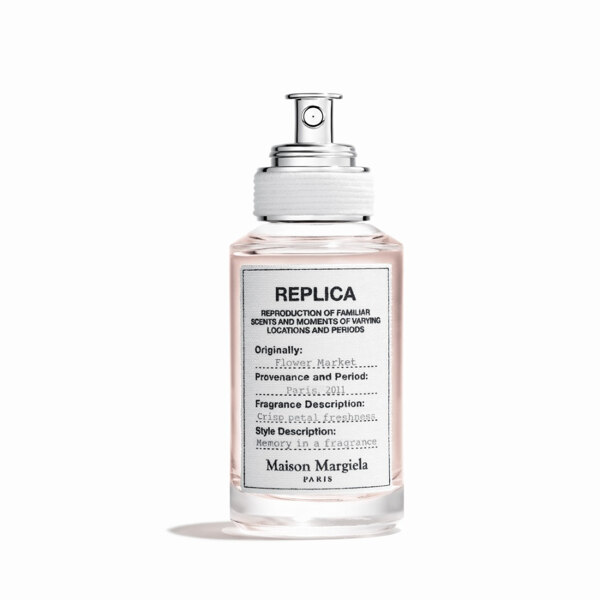 REPLICA
REPRODUCTION OF FAMILIAR
SCENTS AND MOMENTS OF VARYING
LOCATIONS AND PERIODS
Originally:
Flower Market
Provenance and Period:
Paris, 2011
Fragrance Description:
Crisp petal freshness
Style Description:
Memory in a fragrance
Maison Margiela
PARIS